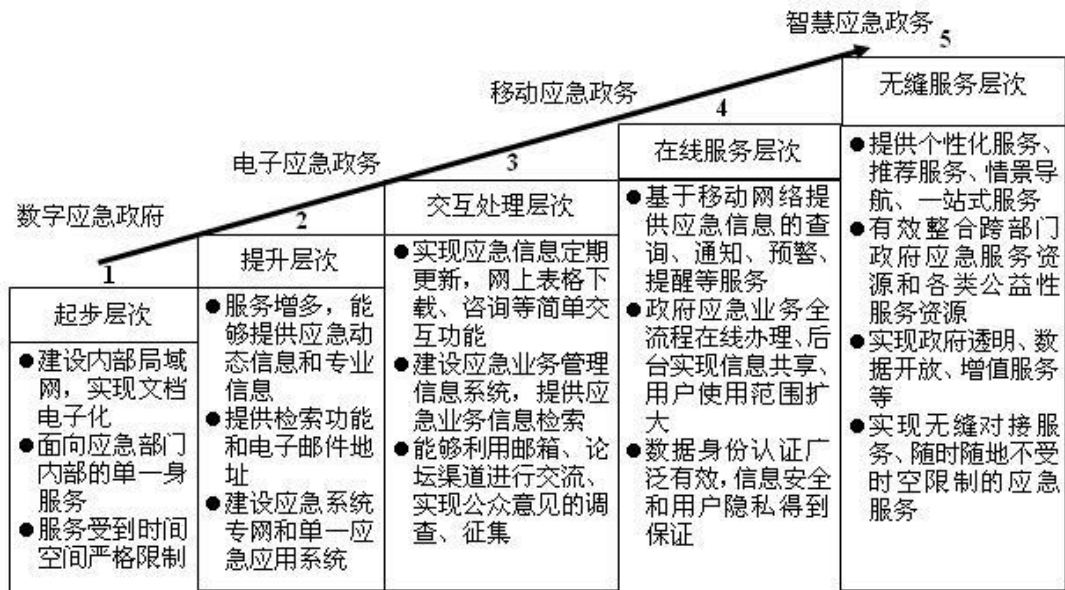 数字应急政府
电子应急政务
移动应急政务
智慧应急政务
1
起步层次
●建设内部局域
网，实现文档
电子化
●面向应急部门
内部的单一身
服务
●服务受到时间
空间严格限制
2
提升层次
●服务增多，能
够提供应急动
态信息和专业
信息
●提供检索功能
和电子邮件地
址
●建设应急系统
专网和单一应
急应用系统
3
交互处理层次
●实现应急信息定期
更新，网上表格下
载、咨询等简单交
互功能
●建设应急业务管理
信息系统，提供应
急业务信息检索
●能够利用邮箱、论
坛渠道进行交流、
实现公众意见的调
查、征集
4
在线服务层次
●基于移动网络提
供应急信息的查
询、通知、预警、
提醒等服务
●政府应急业务全
流程在线办理、后
台实现信息共享、
用户使用范围扩
大
●数据身份认证广
泛有效，信息安全
和用户隐私得到
保证
5
无缝服务层次
●提供个性化服务、
推荐服务、情景导
航、一站式服务
●有效整合跨部门
政府应急服务资
源和各类公益性
服务资源
●实现政府透明、数
据开放、增值服务
等
●实现无缝对接服
务、随时随地不受
时空限制的应急
服务